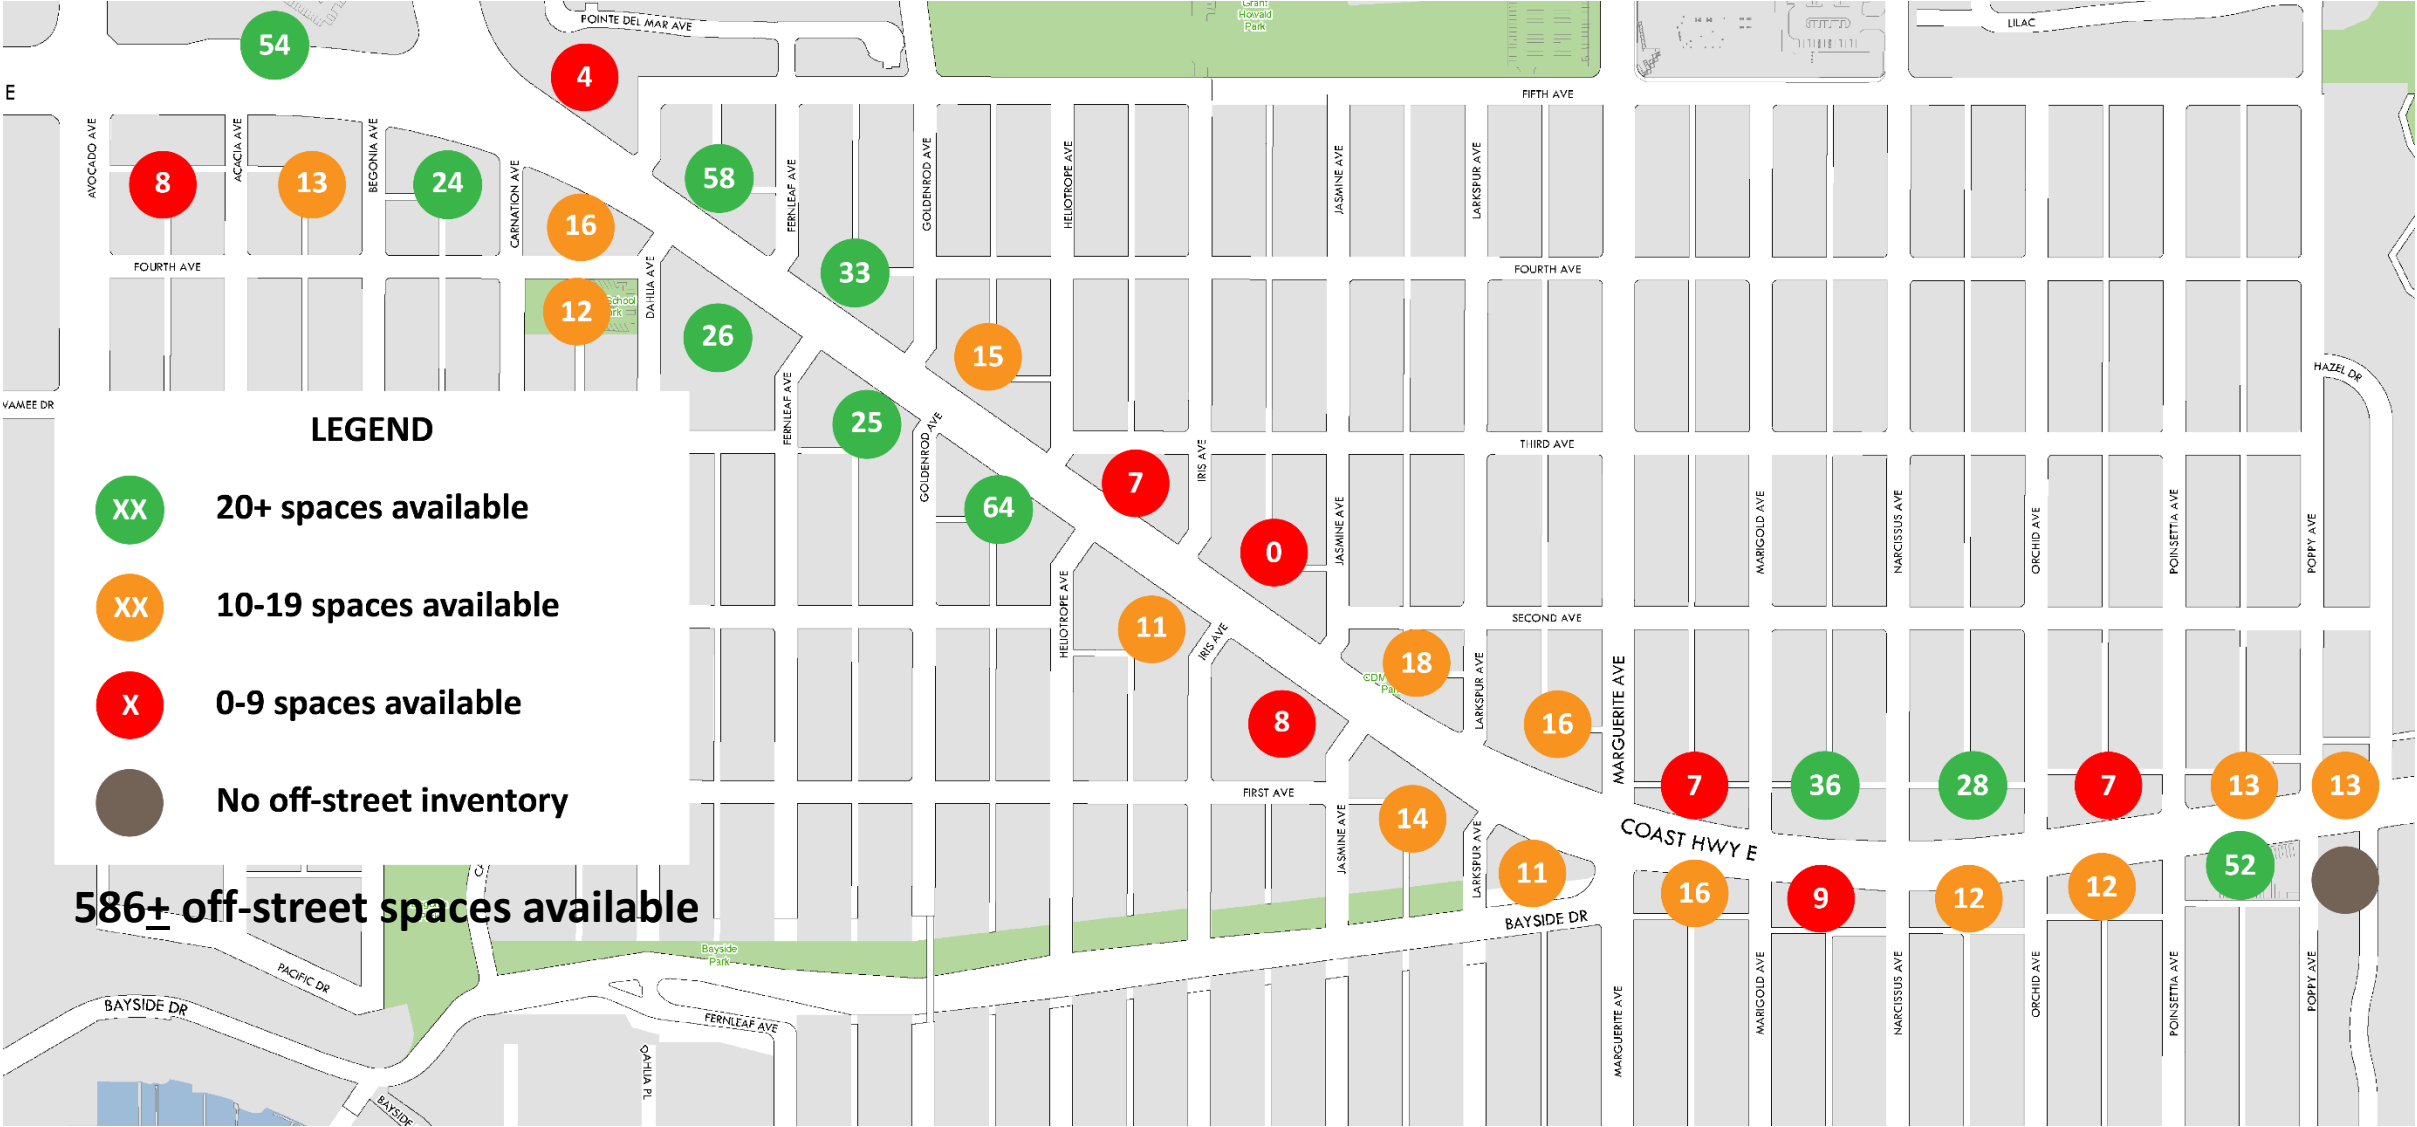 Grant
Howald
Park
POINTE DEL MAR AVE
LILAC
54
4
E
FIFTH AVE
AVOCADO AVE
ACACIA AVE
BEGONIA AVE
CARNATION AVE
FERNLEAF AVE
GOLDENROD AVE
HELIOTROPE AVE
JASMINE AVE
LARKSPUR AVE
8
13
24
58
16
FOURTH AVE
FOURTH AVE
33
DAHLIA AVE
School
12
26
15
HAZEL DR
VAMEE DR
FERNLEAF AVE
25
GOLDENROD AVE
THIRD AVE
IRIS AVE
7
64
0
JASMINE AVE
MARIGOLD AVE
NARCISSUS AVE
ORCHID AVE
POINSETTIA AVE
POPPY AVE
LEGEND
XX 20+ spaces available
XX 10-19 spaces available
X 0-9 spaces available
No off-street inventory
HELIOTROPE AVE
11
IRIS AVE
SECOND AVE
18
CDM
LARKSPUR AVE
8
16
MARGUERITE AVE
FIRST AVE
7
36
28
7
13
13
JASMINE AVE
14
LARKSPUR AVE
COAST HWY E
11
52
16
9
12
12
586± off-street spaces available
BAYSIDE DR
Bayside
Park
PACIFIC DR
BAYSIDE DR
FERNLEAF AVE
DAHLIA PL
BAYSIDE
MARGUERITE AVE
MARIGOLD AVE
NARCISSUS AVE
ORCHID AVE
POINSETTIA AVE
POPPY AVE